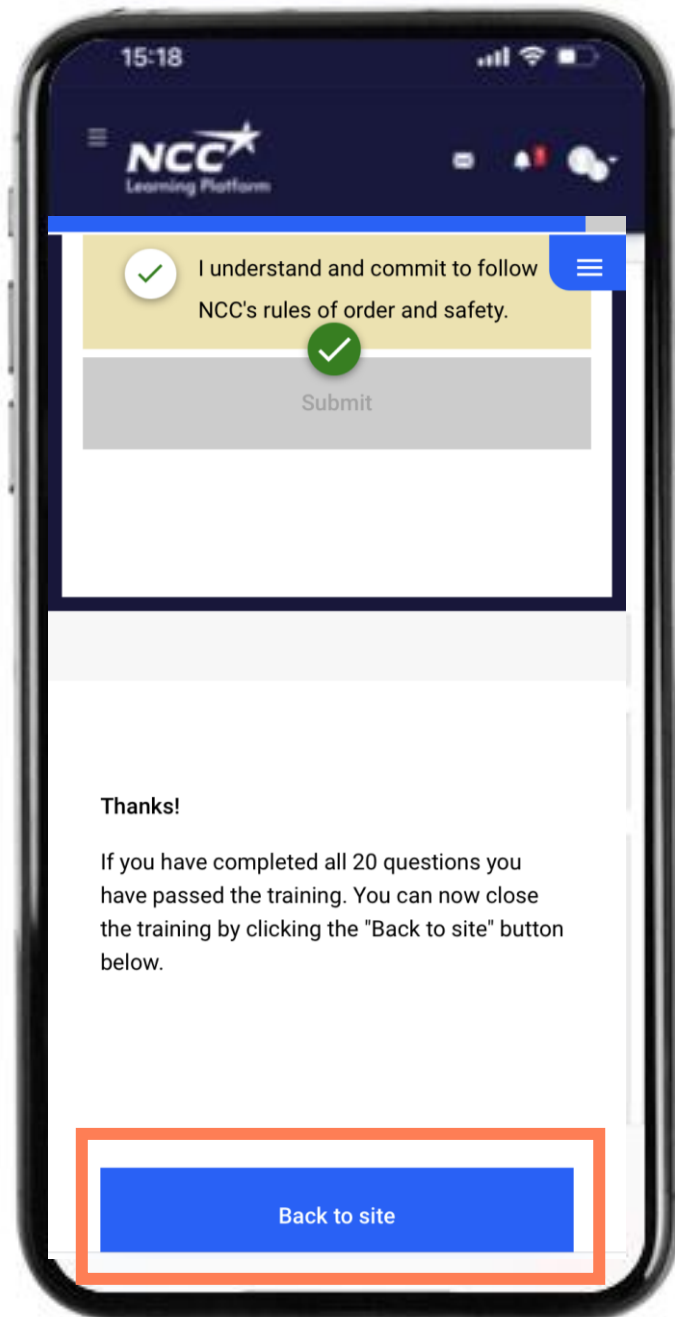 15:18
NCC
Learning Platform
I understand and commit to follow
NCC's rules of order and safety.
Submit
Thanks!
If you have completed all 20 questions you
have passed the training. You can now close
the training by clicking the "Back to site" button
below.
Back to site